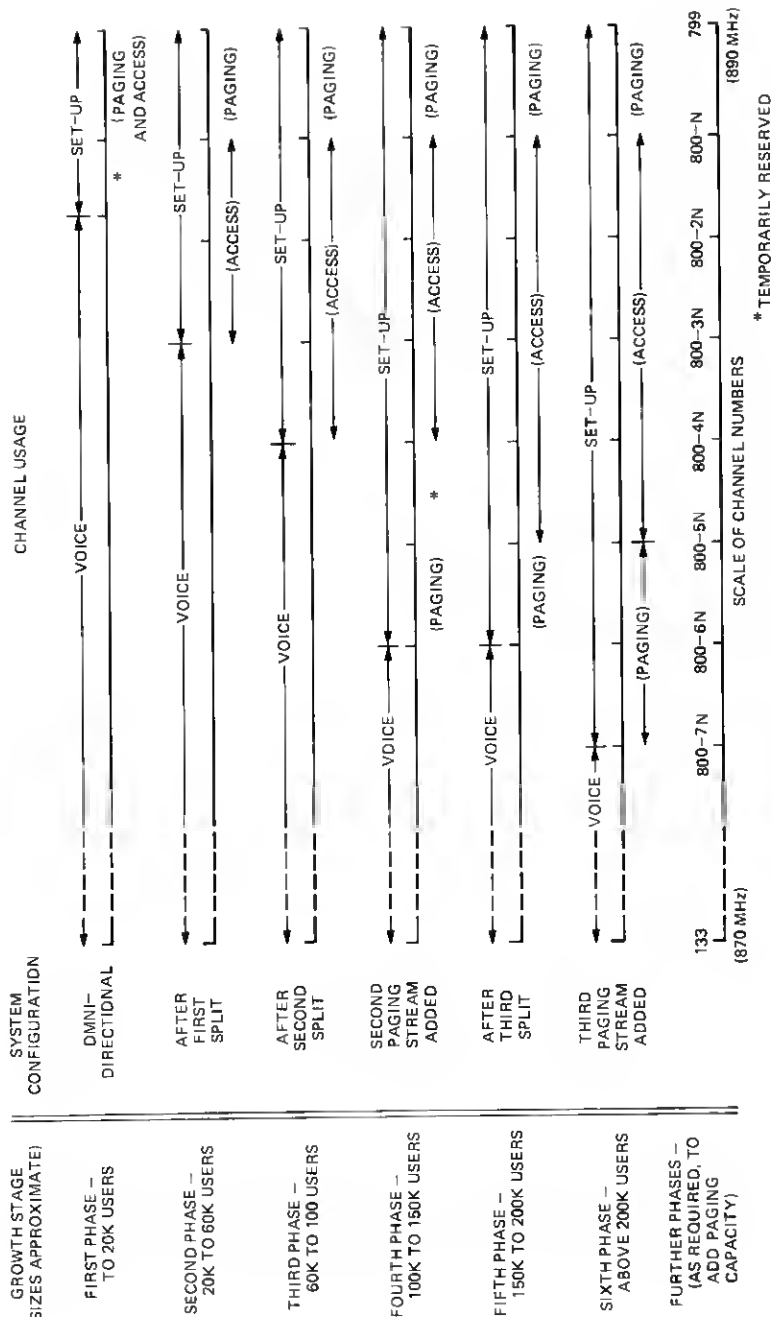 GROWTH STAGE
SIZES APPROXIMATE)
SYSTEM
CONFIGURATION
CHANNEL USAGE
FIRST PHASE –
TO 20K USERS
DMNI–
DIRECTIONAL
VOICE
SET–UP
*
(PAGING
AND ACCESS)
SECOND PHASE –
20K TO 60K USERS
AFTER
FIRST
SPLIT
VOICE
SET–UP
(ACCESS)
(PAGING)
THIRD PHASE –
60K TO 100 USERS
AFTER
SECOND
SPLIT
VOICE
SET–UP
(ACCESS)
(PAGING)
FOURTH PHASE –
100K TO 150K USERS
SECOND
PAGING
STREAM
ADDED
VOICE
SET–UP
(PAGING)
*
(ACCESS)
(PAGING)
FIFTH PHASE –
150K TO 200K USERS
AFTER
THIRD
SPLIT
VOICE
SET–UP
(PAGING)
(ACCESS)
(PAGING)
SIXTH PHASE –
ABOVE 200K USERS
THIRD
PAGING
STREAM
ADDED
VOICE
SET–UP
(PAGING)
(ACCESS)
(PAGING)
FURTHER PHASES –
(AS REQUIRED, TO
ADD PAGING
CAPACITY)
133
(870 MHz)
800–7N
800–6N
800–5N
800–4N
800–3N
800–2N
800–N
799
(890 MHz)
SCALE OF CHANNEL NUMBERS
* TEMPORARILY RESERVED